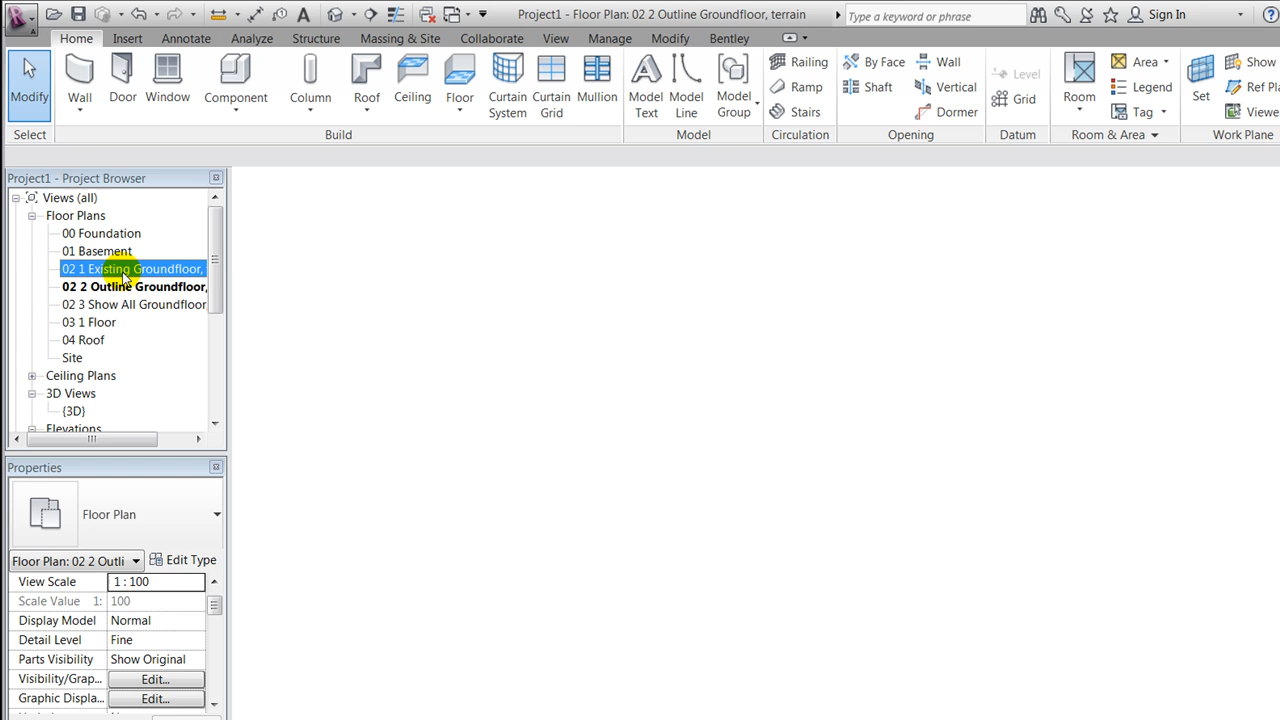 Project1 - Floor Plan: 02 2 Outline Groundfloor, terrain
Type a keyword or phrase
Sign In
Home Insert Annotate Analyze Structure Massing & Site Collaborate View Manage Modify Bentley
Modify
Wall
Door
Window
Component
Column
Roof
Ceiling
Floor
Curtain System
Curtain Grid
Mullion
Model Text
Model Line
Model Group
Railing
Ramp
Stairs
By Face
Shaft
Wall
Vertical
Dormer
Level
Grid
Room
Area
Legend
Tag
Set
Show
Ref Pla
Viewe
Select Build Model Circulation Opening Datum Room & Area Work Plane
Project1 - Project Browser
Views (all)
Floor Plans
00 Foundation
01 Basement
02 1 Existing Groundfloor,
02 2 Outline Groundfloor,
02 3 Show All Groundfloor
03 1 Floor
04 Roof
Site
Ceiling Plans
3D Views
{3D}
Elevations
Properties
Floor Plan
Floor Plan: 02 2 Outli Edit Type
View Scale 1 : 100
Scale Value 1: 100
Display Model Normal
Detail Level Fine
Parts Visibility Show Original
Visibility/Grap... Edit...
Graphic Displa... Edit...